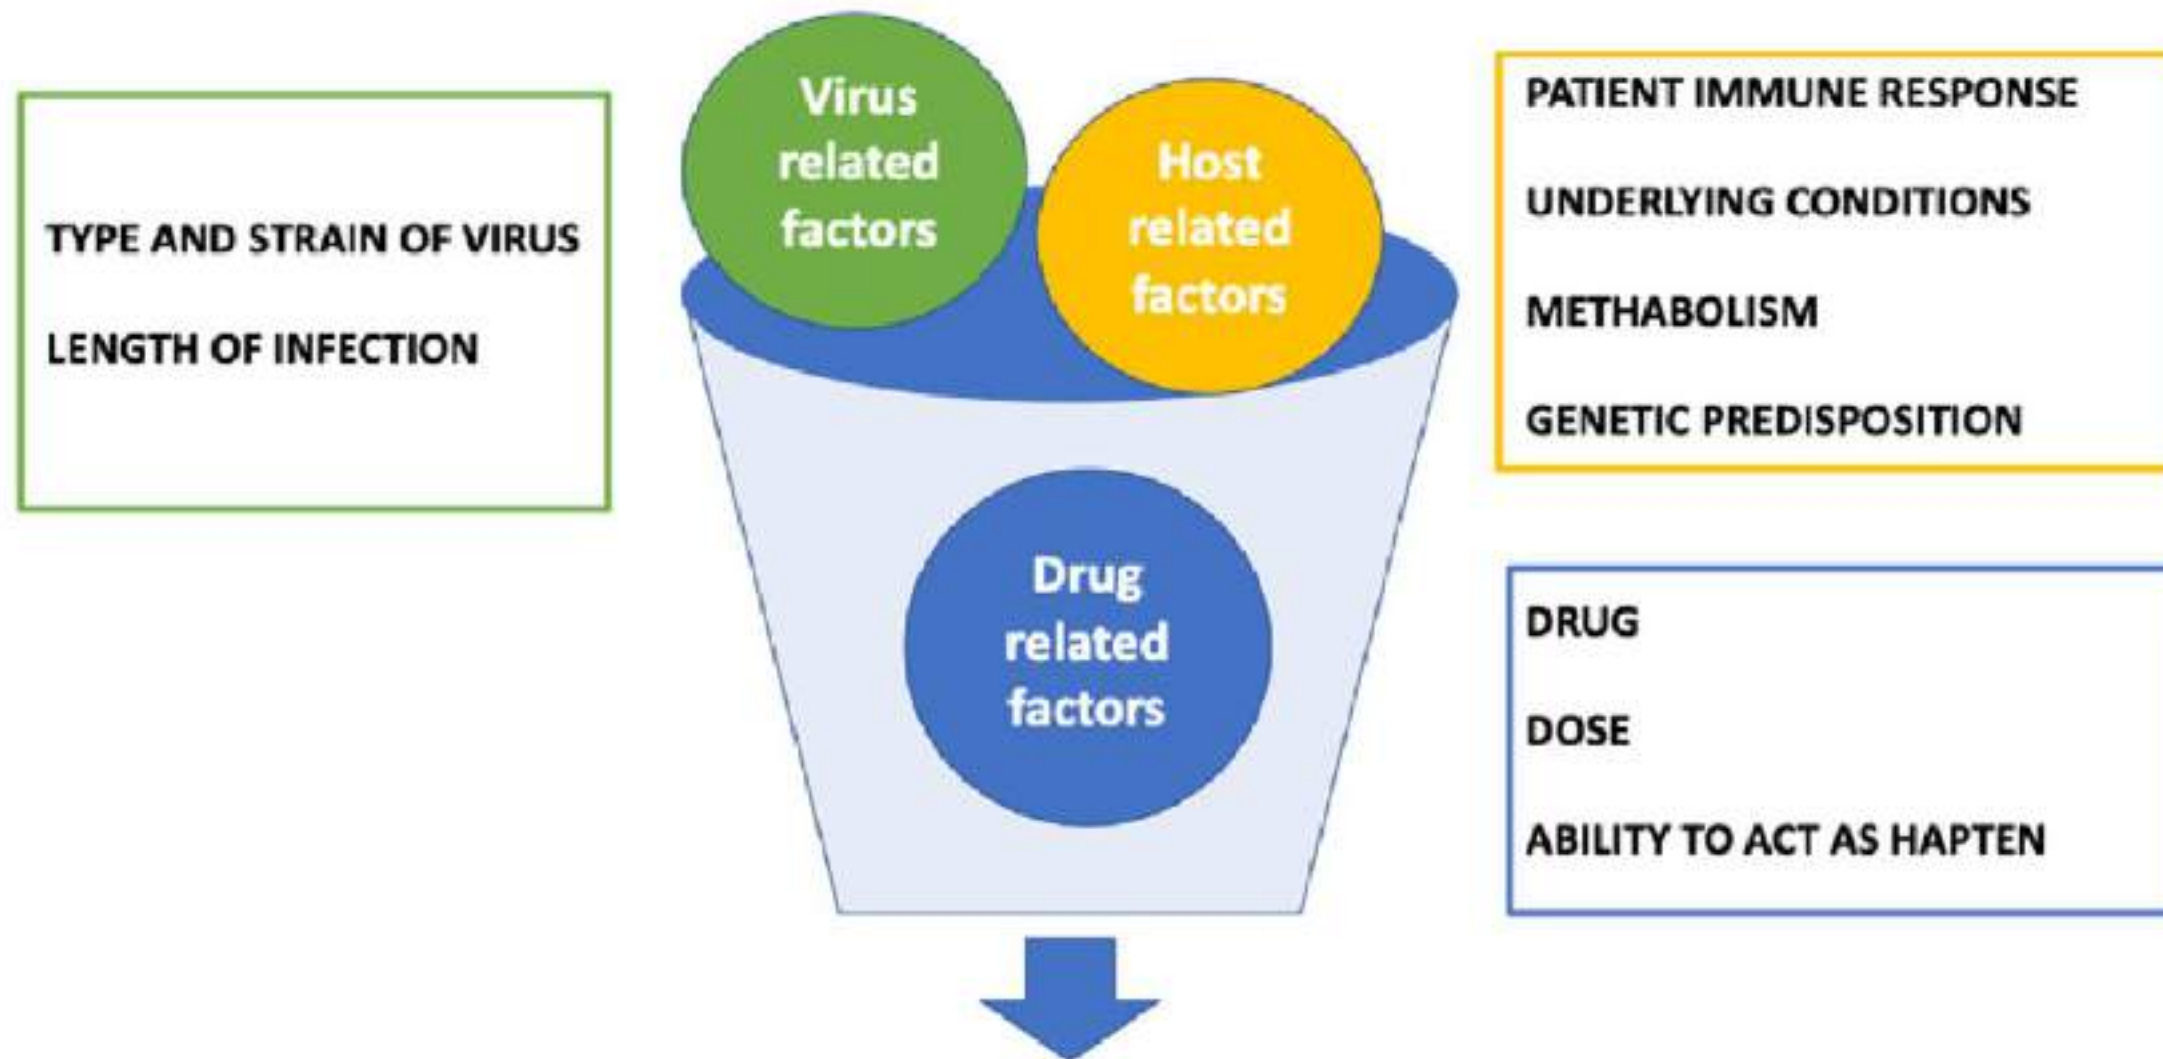 TYPE AND STRAIN OF VIRUS
LENGTH OF INFECTION
Virus
related
factors
Host
related
factors
Drug
related
factors
PATIENT IMMUNE RESPONSE
UNDERLYING CONDITIONS
METHABOLISM
GENETIC PREDISPOSITION
DRUG
DOSE
ABILITY TO ACT AS HAPTEN